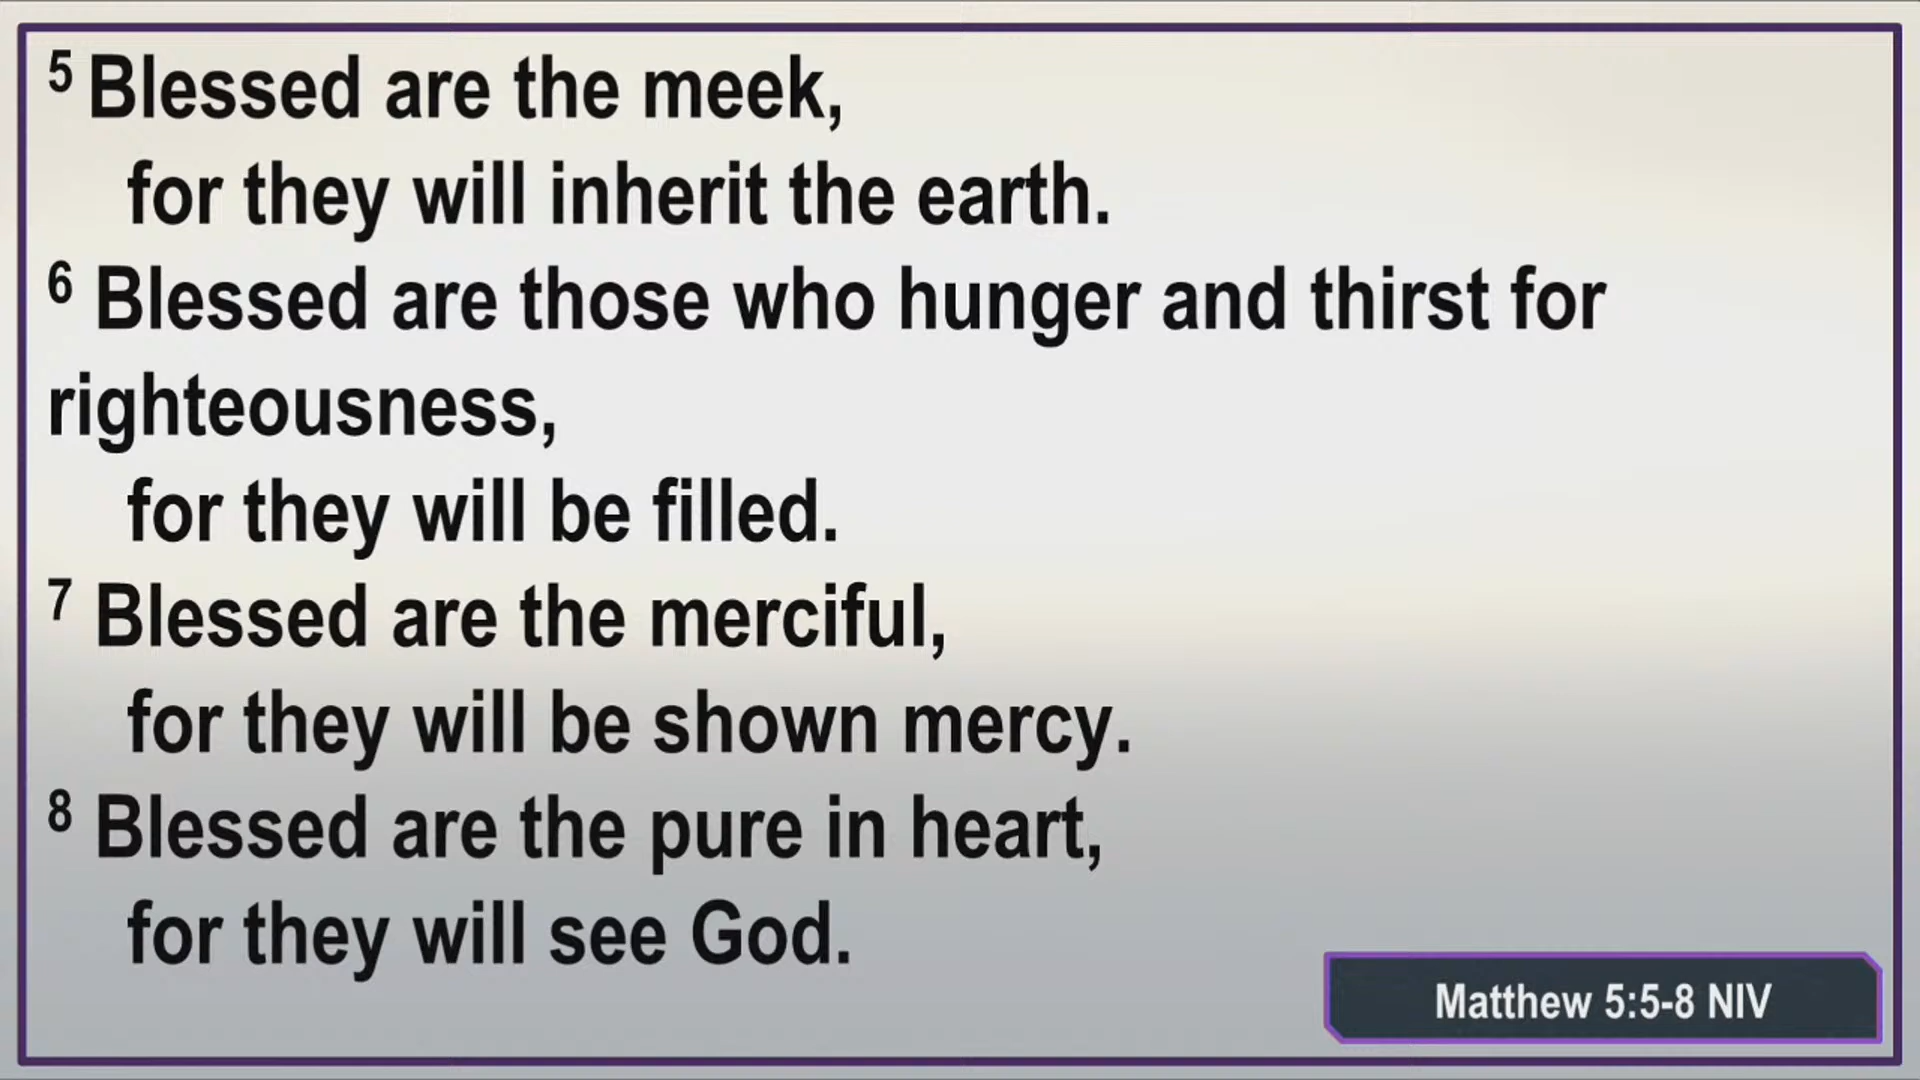 5 Blessed are the meek,
for they will inherit the earth.
6 Blessed are those who hunger and thirst for
righteousness,
for they will be filled.
7 Blessed are the merciful,
for they will be shown mercy.
8 Blessed are the pure in heart,
for they will see God.
Matthew 5:5-8 NIV